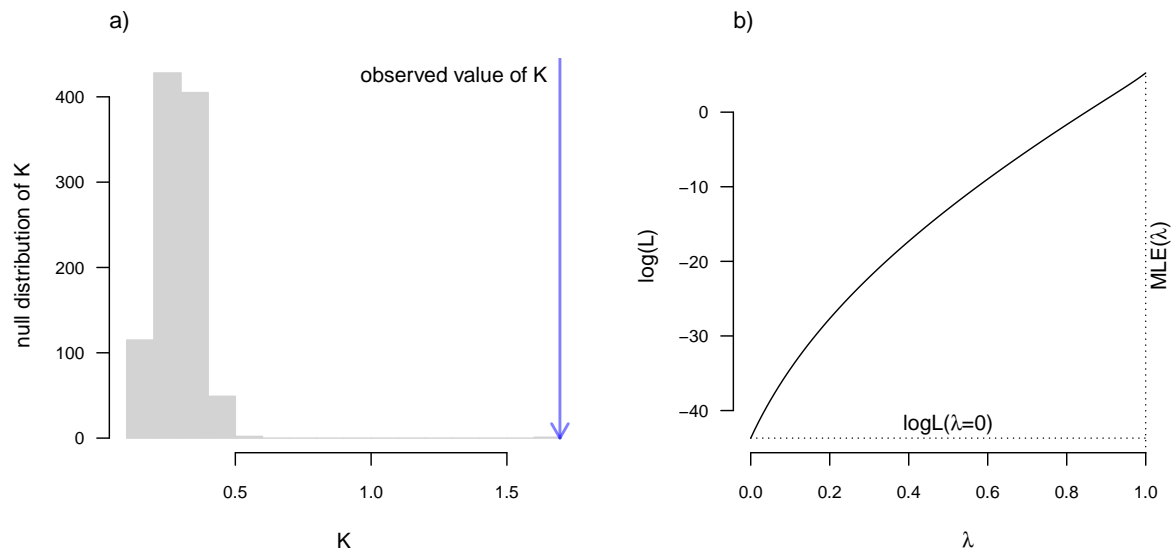 a)
observed value of K
null distribution of K
400
300
200
100
0
0.5 1.0 1.5
K
b)
log(L)
0
−10
−20
−30
−40
logL(λ=0)
MLE(λ)
0.0 0.2 0.4 0.6 0.8 1.0
λ